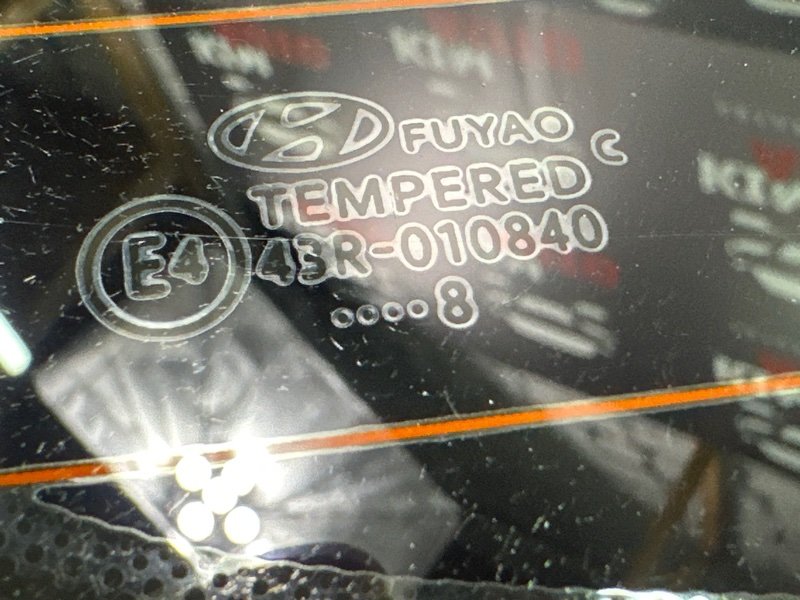 FUYAO C
TEMPERED
E4 43R-010840
....8